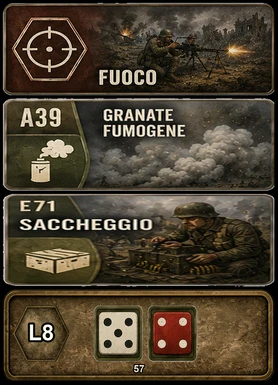 FUOCO
A39
GRANATE
FUMOGENE
E71
SACCHEGGIO
L8
57